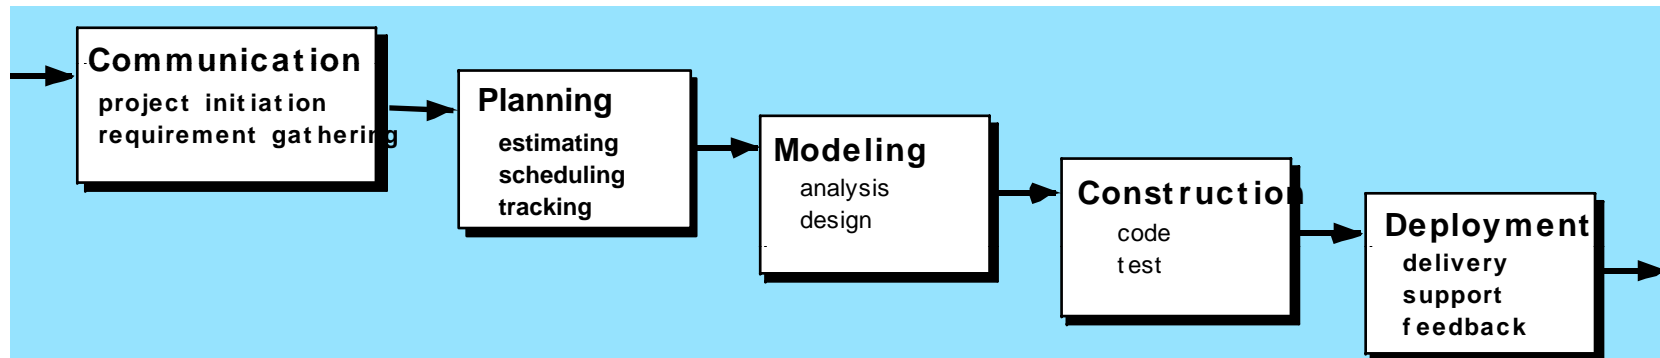 Communication
project initiation
requirement gathering
Planning
estimating
scheduling
tracking
Modeling
analysis
design
Construction
code
test
Deployment
delivery
support
feedback